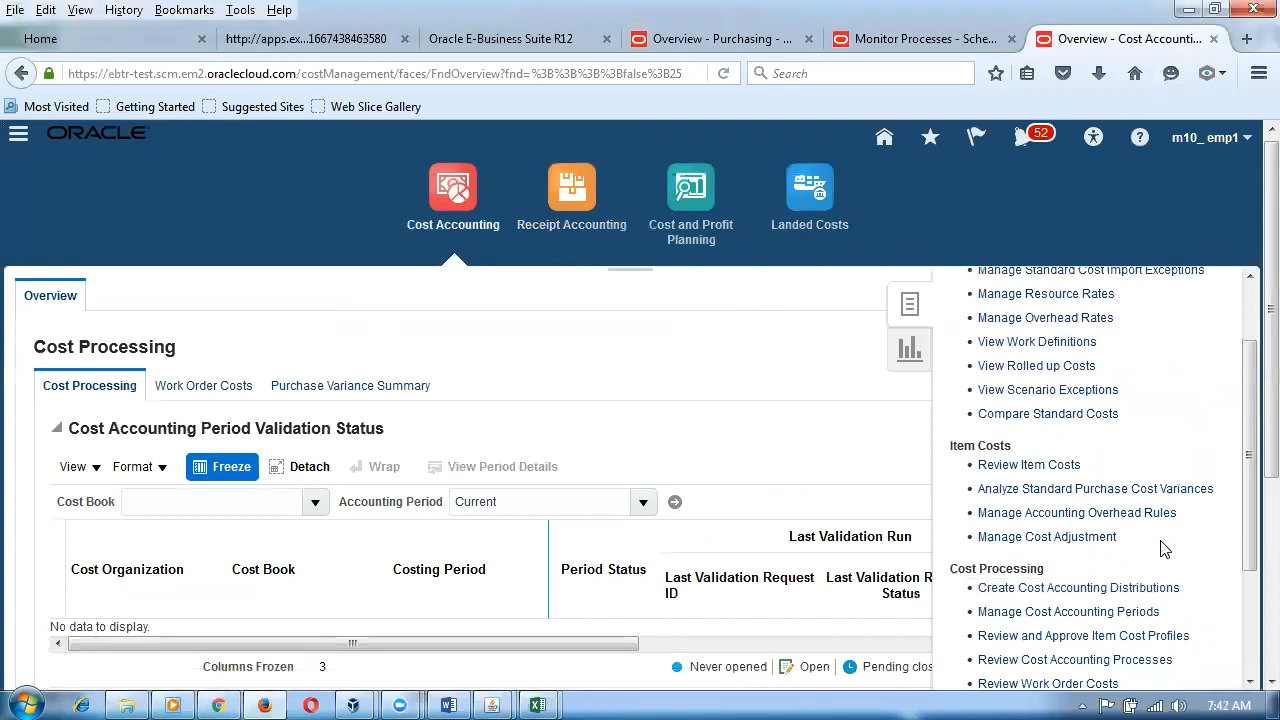 File Edit View History Bookmarks Tools Help
Home http://apps.ex...1667438463580 Oracle E-Business Suite R12 Overview - Purchasing -... Monitor Processes - Sche... Overview - Cost Accounti...
https://ebtr-test.scm.em2.oraclecloud.com/costManagement/faces/FndOverview?fnd=%3B%3B%3B%3Bfalse%3B25 Search
Most Visited Getting Started Suggested Sites Web Slice Gallery
ORACLE 52 m10_emp1
Cost Accounting Receipt Accounting Cost and Profit Planning Landed Costs
Manage Standard Cost Import Exceptions
Overview
Manage Resource Rates
Manage Overhead Rates
View Work Definitions
Cost Processing
View Rolled up Costs
Cost Processing Work Order Costs Purchase Variance Summary
View Scenario Exceptions
Compare Standard Costs
Cost Accounting Period Validation Status
Item Costs
View Format Freeze Detach Wrap View Period Details
Review Item Costs
Analyze Standard Purchase Cost Variances
Cost Book Accounting Period Current
Manage Accounting Overhead Rules
Last Validation Run
Manage Cost Adjustment
Cost Organization Cost Book Costing Period Period Status Last Validation Request ID Last Validation R Status
Cost Processing
Create Cost Accounting Distributions
Manage Cost Accounting Periods
No data to display.
Review and Approve Item Cost Profiles
Review Cost Accounting Processes
Columns Frozen 3 Never opened Open Pending clos
Review Work Order Costs
7:42 AM